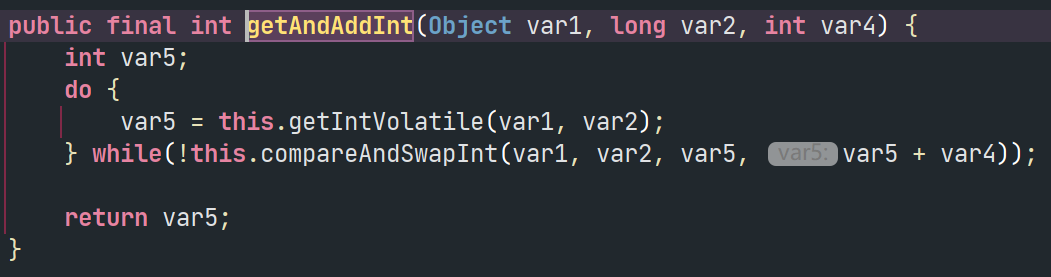 public final int getAndAddInt(Object var1, long var2, int var4) {
    int var5;
    do {
        var5 = this.getIntVolatile(var1, var2);
    } while(!this.compareAndSwapInt(var1, var2, var5, var5: var5 + var4));
    return var5;
}